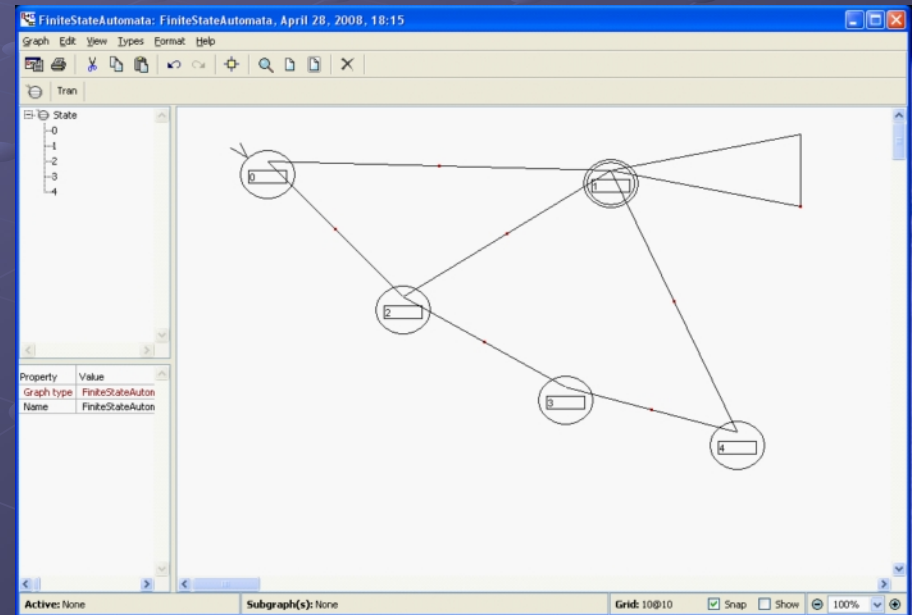 FiniteStateAutomata: FiniteStateAutomata, April 28, 2008, 18:15
Graph Edit View Types Format Help
Tran
State
0
1
2
3
4
0
1
2
3
4
Property Value
Graph type FiniteStateAuton
Name FiniteStateAuton
Active: None Subgraph(s): None Grid: 10@10 Snap Show 100%